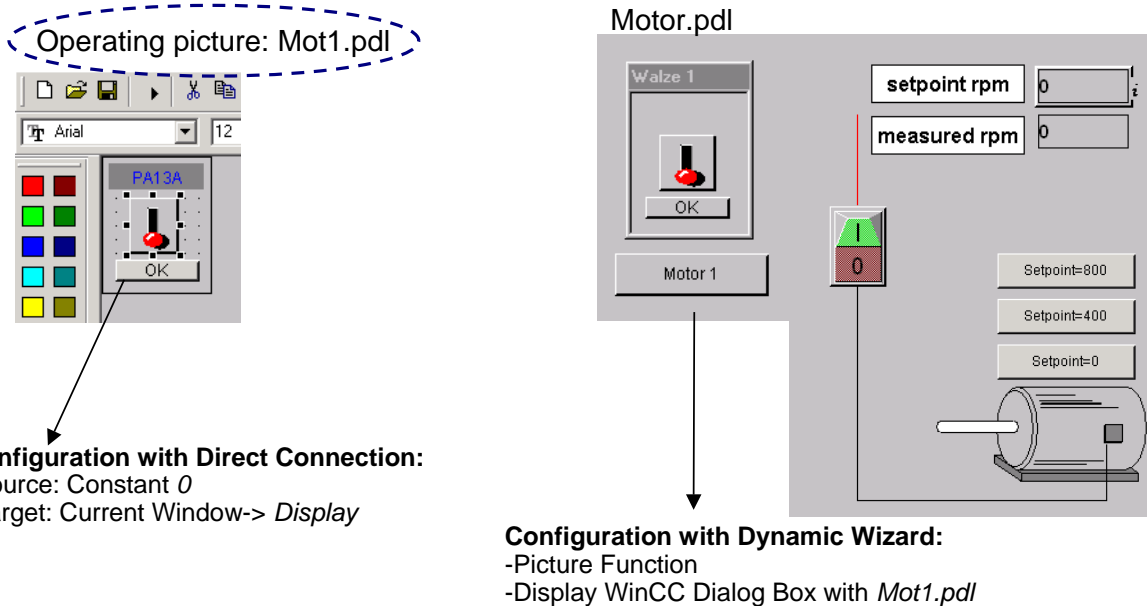 Operating picture: Mot1.pdl
Arial
12
PA13A
OK
nfiguration with Direct Connection:
ource: Constant 0
arget: Current Window-> Display
Motor.pdl
Walze 1
OK
Motor 1
setpoint rpm
0
i
measured rpm
0
I
0
Setpoint=800
Setpoint=400
Setpoint=0
Configuration with Dynamic Wizard:
-Picture Function
-Display WinCC Dialog Box with Mot1.pdl